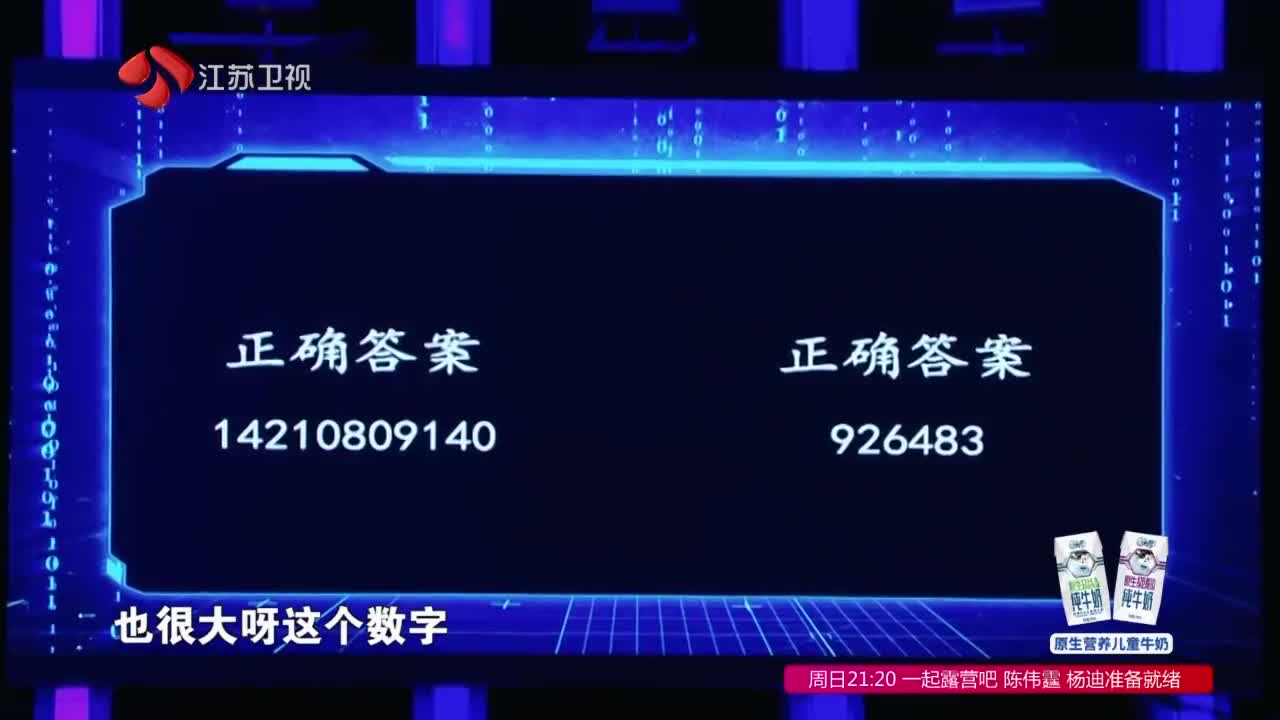 江苏卫视
正确答案
14210809140
正确答案
926483
也很大呀这个数字
纯牛奶
纯牛奶
原生营养儿童牛奶
周日21:20 一起露营吧 陈伟霆 杨迪准备就绪